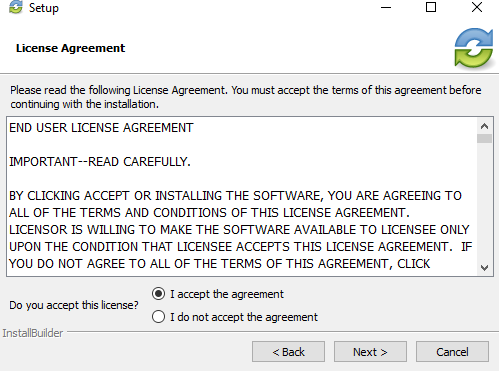 Setup
License Agreement
Please read the following License Agreement. You must accept the terms of this agreement before
continuing with the installation.
END USER LICENSE AGREEMENT
IMPORTANT--READ CAREFULLY.
BY CLICKING ACCEPT OR INSTALLING THE SOFTWARE, YOU ARE AGREEING TO
ALL OF THE TERMS AND CONDITIONS OF THIS LICENSE AGREEMENT.
LICENSOR IS WILLING TO MAKE THE SOFTWARE AVAILABLE TO LICENSEE ONLY
UPON THE CONDITION THAT LICENSEE ACCEPTS THIS LICENSE AGREEMENT.  IF
YOU DO NOT AGREE TO ALL OF THE TERMS OF THIS AGREEMENT, CLICK
Do you accept this license?
I accept the agreement
I do not accept the agreement
InstallBuilder
< Back
Next >
Cancel